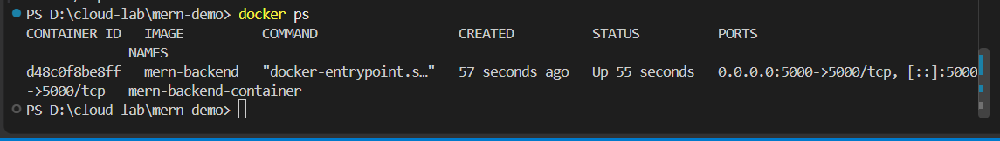 PS D:\cloud-lab\mern-demo> docker ps
CONTAINER ID   IMAGE          COMMAND                  CREATED          STATUS          PORTS
               NAMES
d48c0f8be8ff   mern-backend   "docker-entrypoint.s…"   57 seconds ago   Up 55 seconds   0.0.0.0:5000->5000/tcp, [::]:5000
->5000/tcp   mern-backend-container
PS D:\cloud-lab\mern-demo>